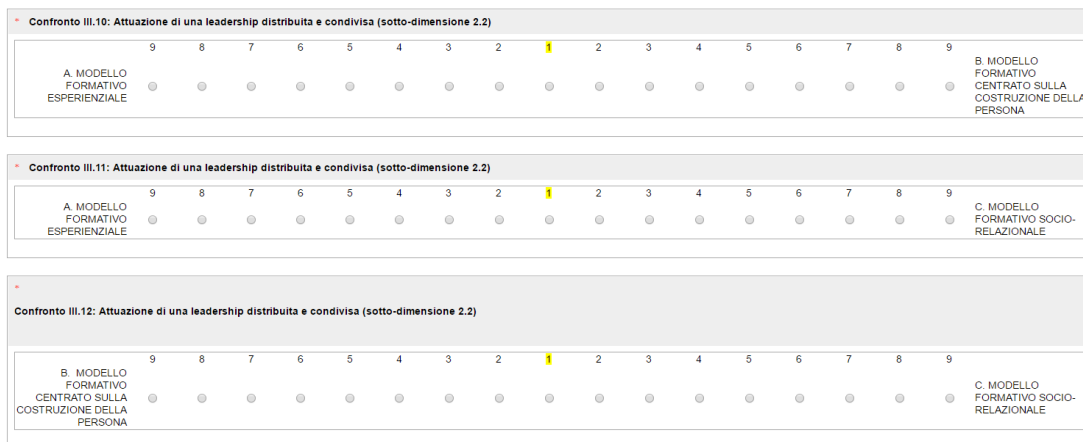 * Confronto III.10: Attuazione di una leadership distribuita e condivisa (sotto-dimensione 2.2)
9 8 7 6 5 4 3 2 1 2 3 4 5 6 7 8 9
A. MODELLO
FORMATIVO
ESPERIENZIALE
B. MODELLO
FORMATIVO
CENTRATO SULLA
COSTRUZIONE DELLA
PERSONA
* Confronto III.11: Attuazione di una leadership distribuita e condivisa (sotto-dimensione 2.2)
9 8 7 6 5 4 3 2 1 2 3 4 5 6 7 8 9
A. MODELLO
FORMATIVO
ESPERIENZIALE
C. MODELLO
FORMATIVO SOCIO-
RELAZIONALE
*
Confronto III.12: Attuazione di una leadership distribuita e condivisa (sotto-dimensione 2.2)
9 8 7 6 5 4 3 2 1 2 3 4 5 6 7 8 9
B. MODELLO
FORMATIVO
CENTRATO SULLA
COSTRUZIONE DELLA
PERSONA
C. MODELLO
FORMATIVO SOCIO-
RELAZIONALE